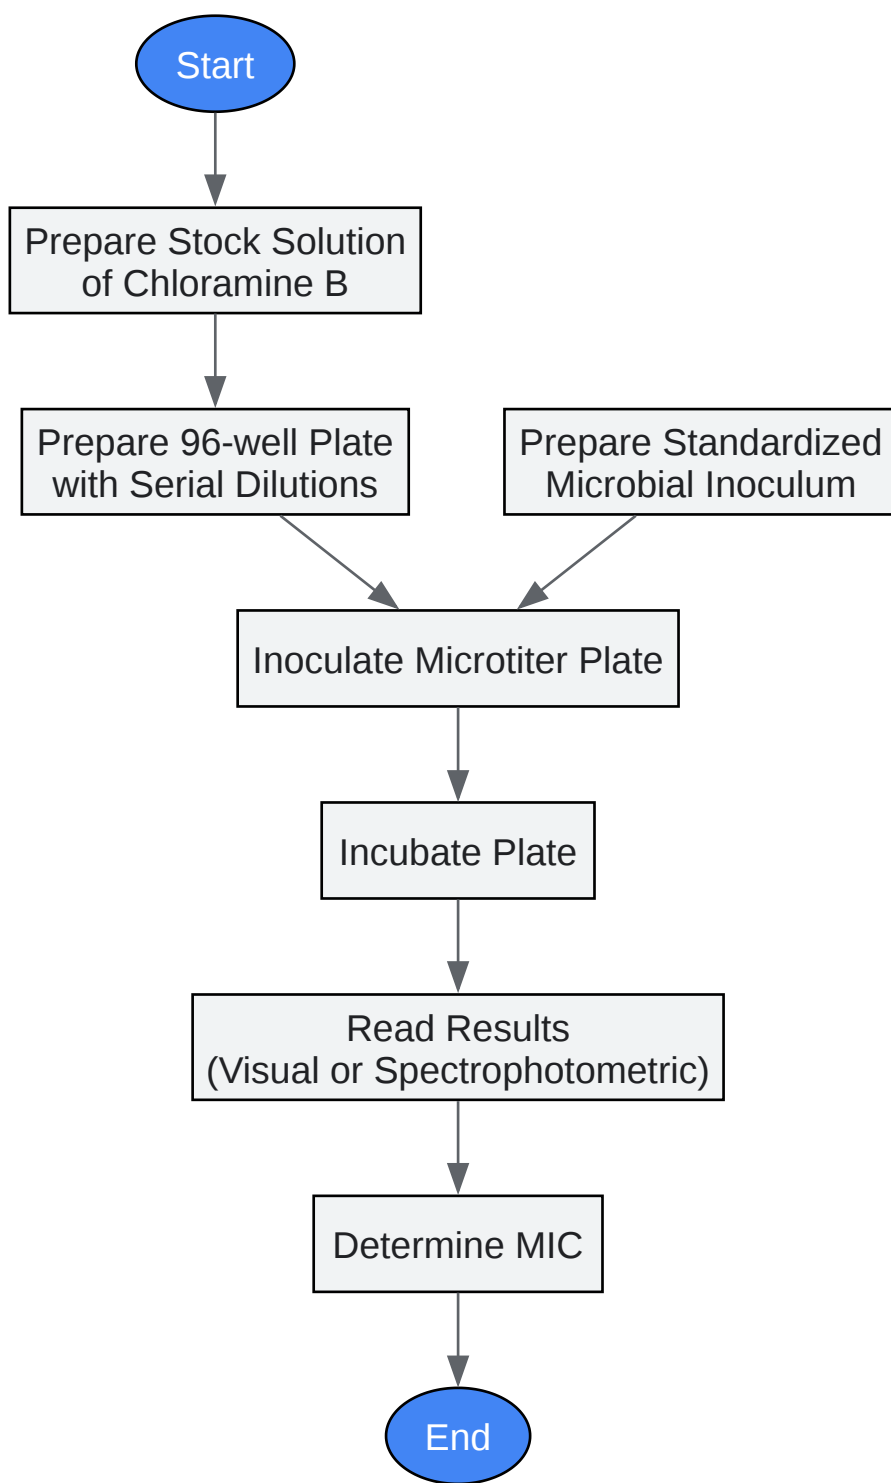 Start
Prepare Stock Solution
of Chloramine B
Prepare 96-well Plate
with Serial Dilutions
Prepare Standardized
Microbial Inoculum
Inoculate Microtiter Plate
Incubate Plate
Read Results
(Visual or Spectrophotometric)
Determine MIC
End